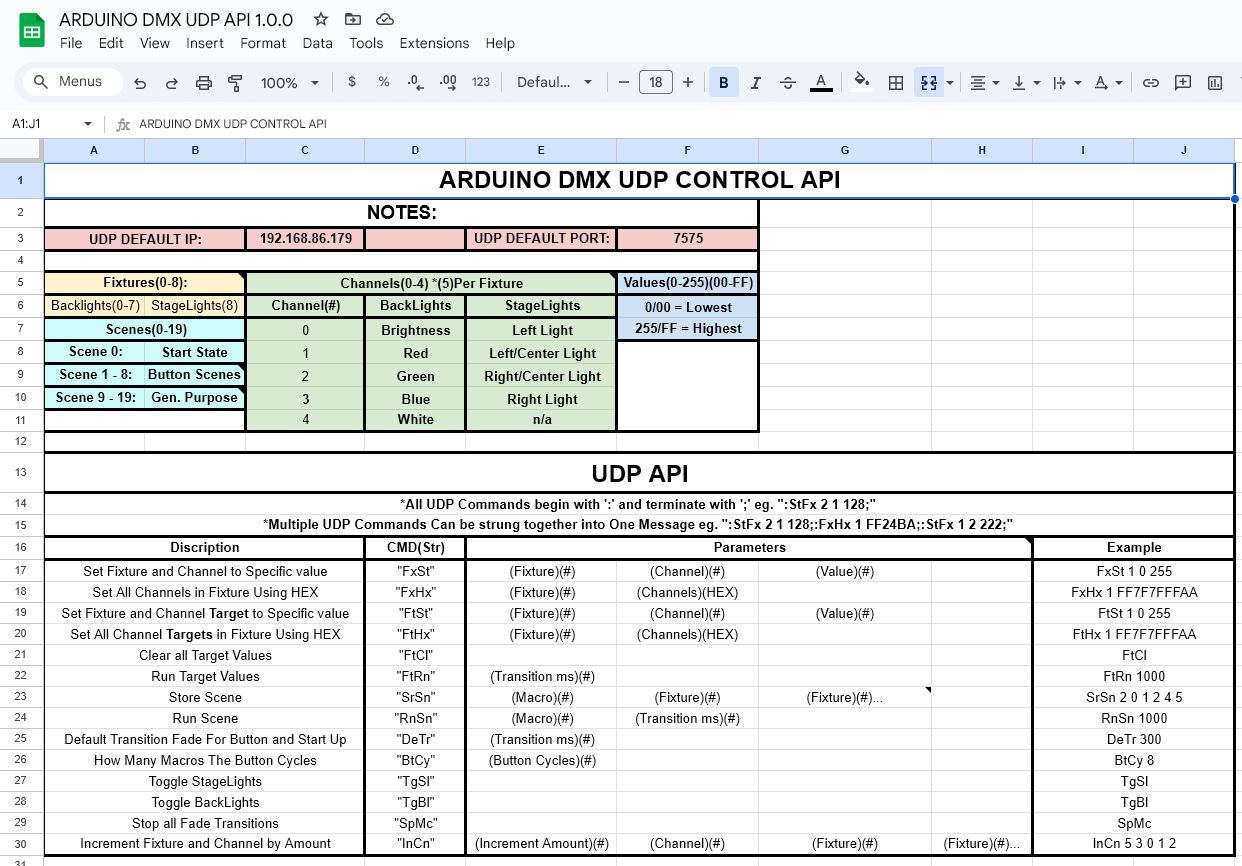 ARDUINO DMX UDP API 1.0.0
File Edit View Insert Format Data Tools Extensions Help
Menus 100% $ % .0 .00 123 Defaul... − 18 + B I A A
A1:J1 fx ARDUINO DMX UDP CONTROL API
A B C D E F G H I J
1 ARDUINO DMX UDP CONTROL API
2 NOTES:
3 UDP DEFAULT IP: 192.168.86.179 UDP DEFAULT PORT: 7575
4
5 Fixtures(0-8): Channels(0-4) *(5)Per Fixture Values(0-255)(00-FF)
6 Backlights(0-7) StageLights(8) Channel(#) BackLights StageLights 0/00 = Lowest
7 Scenes(0-19) 0 Brightness Left Light 255/FF = Highest
8 Scene 0: Start State 1 Red Left/Center Light
9 Scene 1 - 8: Button Scenes 2 Green Right/Center Light
10 Scene 9 - 19: Gen. Purpose 3 Blue Right Light
11 4 White n/a
12
13 UDP API
14 *All UDP Commands begin with ':' and terminate with ';' eg. ":StFx 2 1 128;"
15 *Multiple UDP Commands Can be strung together into One Message eg. ":StFx 2 1 128;:FxHx 1 FF24BA;:StFx 1 2 222;"
16 Discription CMD(Str) Parameters Example
17 Set Fixture and Channel to Specific value "FxSt" (Fixture)(#) (Channel)(#) (Value)(#) FxSt 1 0 255
18 Set All Channels in Fixture Using HEX "FxHx" (Fixture)(#) (Channels)(HEX) FxHx 1 FF7F7FFFAA
19 Set Fixture and Channel Target to Specific value "FtSt" (Fixture)(#) (Channel)(#) (Value)(#) FtSt 1 0 255
20 Set All Channel Targets in Fixture Using HEX "FtHx" (Fixture)(#) (Channels)(HEX) FtHx 1 FF7F7FFFAA
21 Clear all Target Values "FtCl" FtCl
22 Run Target Values "FtRn" (Transition ms)(#) FtRn 1000
23 Store Scene "SrSn" (Macro)(#) (Fixture)(#) (Fixture)(#)... SrSn 2 0 1 2 4 5
24 Run Scene "RnSn" (Macro)(#) (Transition ms)(#) RnSn 1000
25 Default Transition Fade For Button and Start Up "DeTr" (Transition ms)(#) DeTr 300
26 How Many Macros The Button Cycles "BtCy" (Button Cycles)(#) BtCy 8
27 Toggle StageLights "TgSl" TgSl
28 Toggle BackLights "TgBl" TgBl
29 Stop all Fade Transitions "SpMc" SpMc
30 Increment Fixture and Channel by Amount "InCn" (Increment Amount)(#) (Channel)(#) (Fixture)(#) (Fixture)(#)... InCn 5 3 0 1 2
31